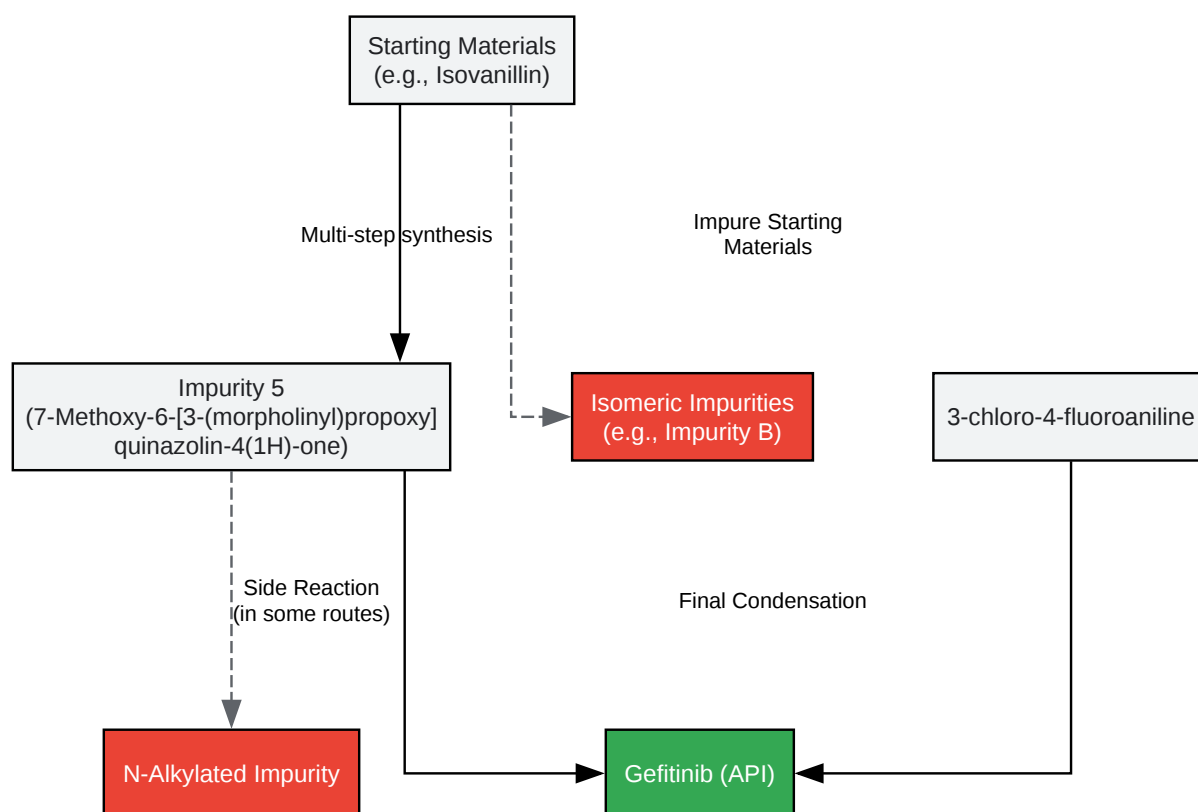 Starting Materials
(e.g., Isovanillin)
Multi-step synthesis
Impure Starting
Materials
Impurity 5
(7-Methoxy-6-[3-(morpholinyl)propoxy]
quinazolin-4(1H)-one)
Isomeric Impurities
(e.g., Impurity B)
3-chloro-4-fluoroaniline
Side Reaction
(in some routes)
Final Condensation
N-Alkylated Impurity
Gefitinib (API)